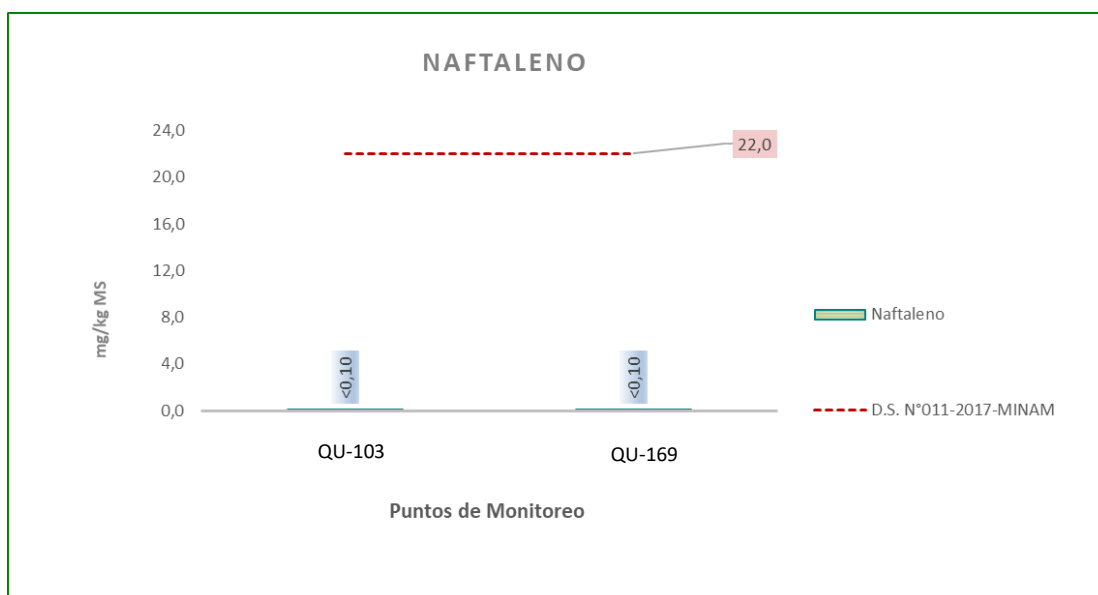 NAFTALENO
24,0
22,0
20,0
16,0
12,0
8,0
4,0
0,0
mg/kg MS
<0,10
<0,10
QU-103
QU-169
Puntos de Monitoreo
Naftaleno
D.S. N°011-2017-MINAM